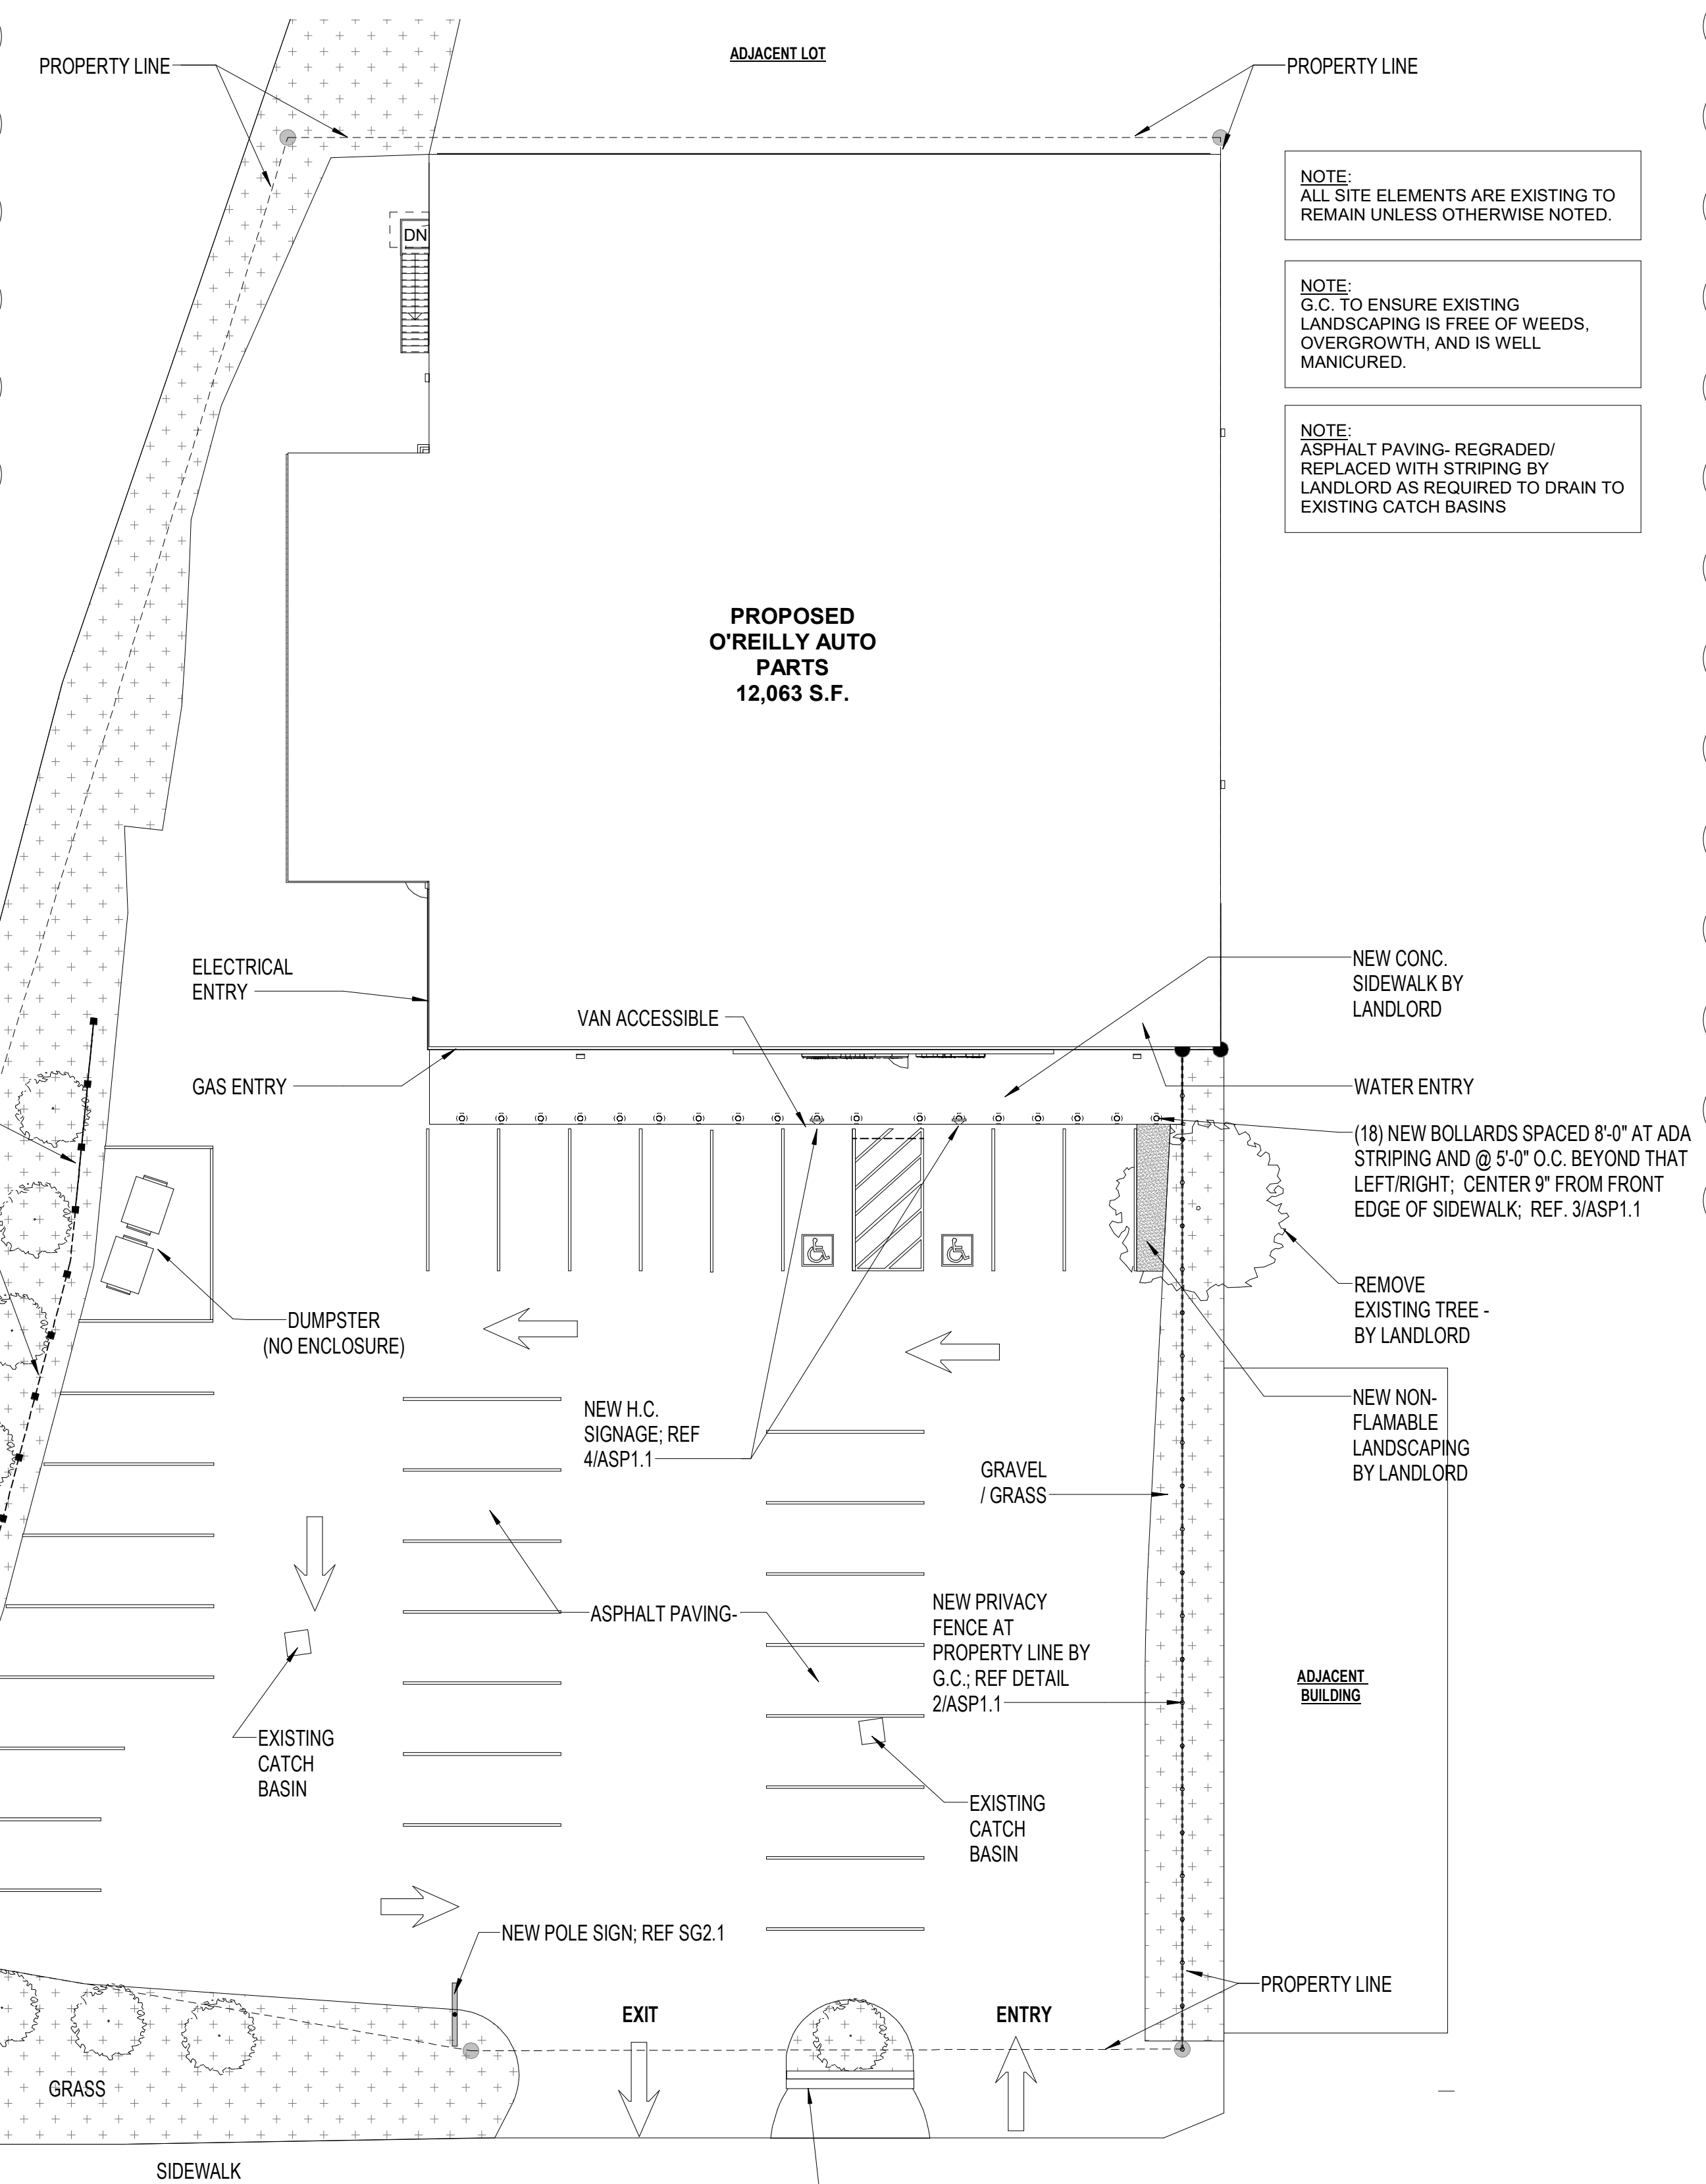 ADJACENT LOT
PROPERTY LINE
PROPERTY LINE
NOTE:
ALL SITE ELEMENTS ARE EXISTING TO
REMAIN UNLESS OTHERWISE NOTED.
DN
NOTE:
G.C. TO ENSURE EXISTING
LANDSCAPING IS FREE OF WEEDS,
OVERGROWTH, AND IS WELL
MANICURED.
NOTE:
ASPHALT PAVING- REGRADED/
REPLACED WITH STRIPING BY
LANDLORD AS REQUIRED TO DRAIN TO
EXISTING CATCH BASINS
PROPOSED
O'REILLY AUTO
PARTS
12,063 S.F.
ELECTRICAL
ENTRY
VAN ACCESSIBLE
GAS ENTRY
NEW CONC.
SIDEWALK BY
LANDLORD
WATER ENTRY
(18) NEW BOLLARDS SPACED 8'-0" AT ADA
STRIPING AND @ 5'-0" O.C. BEYOND THAT
LEFT/RIGHT; CENTER 9" FROM FRONT
EDGE OF SIDEWALK; REF. 3/ASP1.1
DUMPSTER
(NO ENCLOSURE)
REMOVE
EXISTING TREE -
BY LANDLORD
NEW H.C.
SIGNAGE; REF
4/ASP1.1
NEW NON-
FLAMABLE
LANDSCAPING
BY LANDLORD
GRAVEL
/ GRASS
ASPHALT PAVING-
NEW PRIVACY
FENCE AT
PROPERTY LINE BY
G.C.; REF DETAIL
2/ASP1.1
ADJACENT
BUILDING
EXISTING
CATCH
BASIN
EXISTING
CATCH
BASIN
NEW POLE SIGN; REF SG2.1
PROPERTY LINE
EXIT
ENTRY
GRASS
SIDEWALK